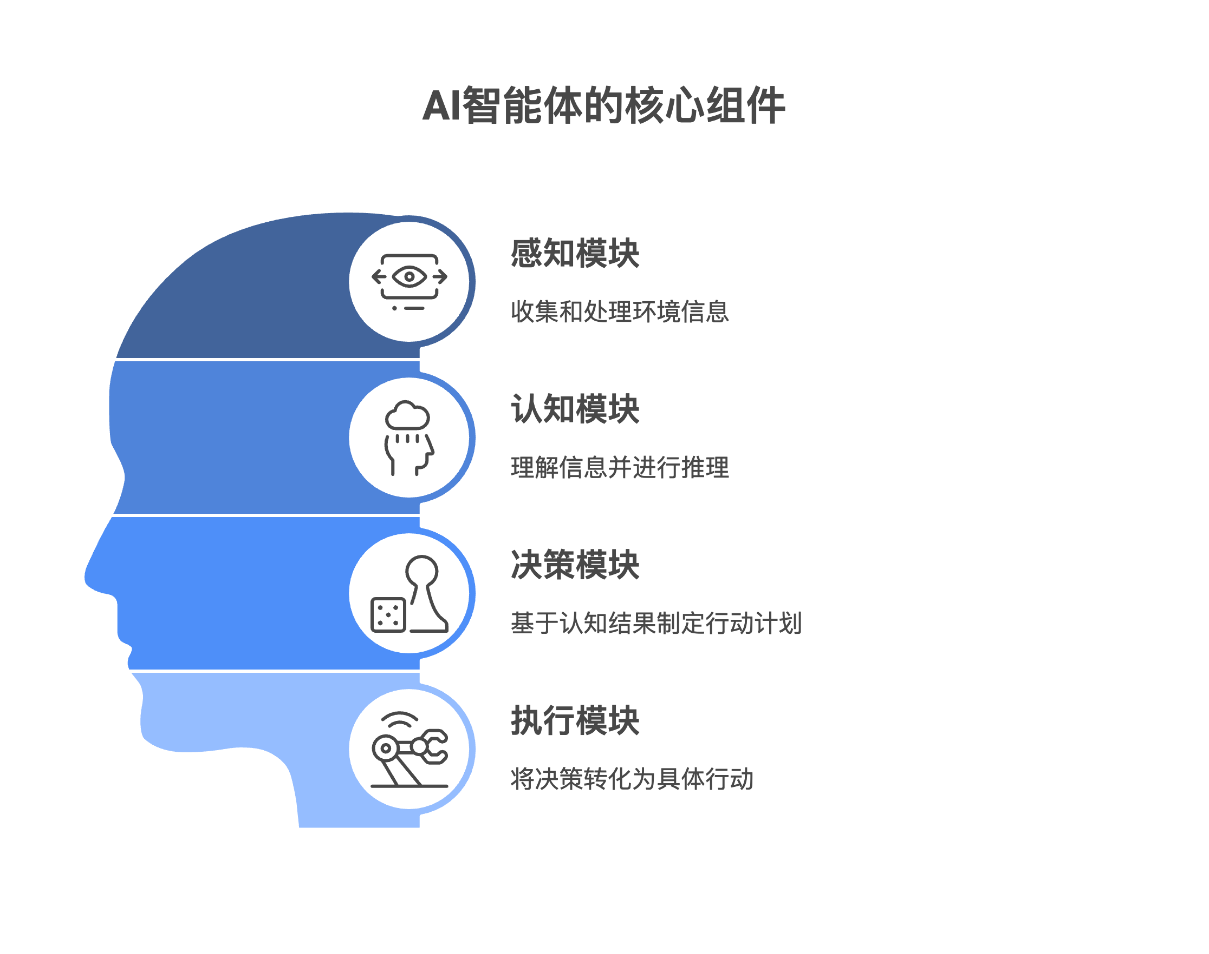 AI智能体的核心组件
感知模块
收集和处理环境信息
认知模块
理解信息并进行推理
决策模块
基于认知结果制定行动计划
执行模块
将决策转化为具体行动